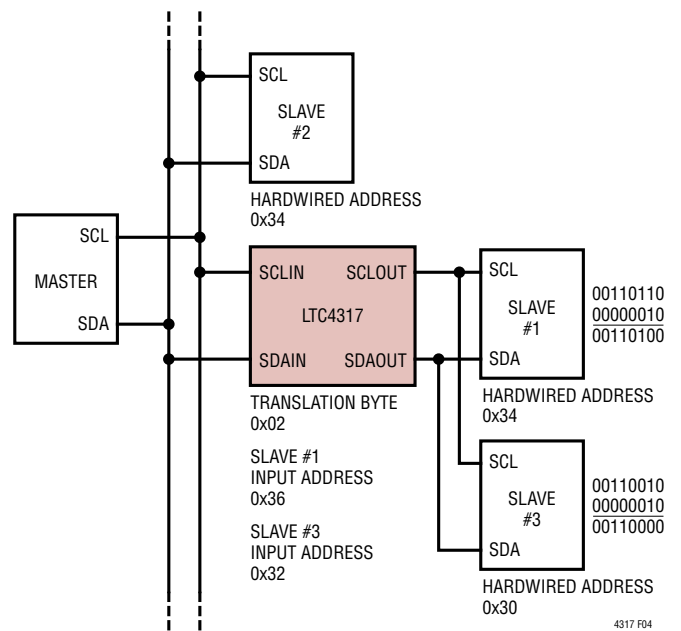 SCL
SLAVE
#2
SDA
HARDWIRED ADDRESS
0x34
SCL
MASTER
SDA
SCLIN SCLOUT
LTC4317
SDAIN SDAOUT
TRANSLATION BYTE
0x02
SLAVE #1
INPUT ADDRESS
0x36
SLAVE #3
INPUT ADDRESS
0x32
SCL
SLAVE
#1
SDA
00110110
00000010
00110100
HARDWIRED ADDRESS
0x34
SCL
SLAVE
#3
SDA
00110010
00000010
00110000
HARDWIRED ADDRESS
0x30
4317 F04